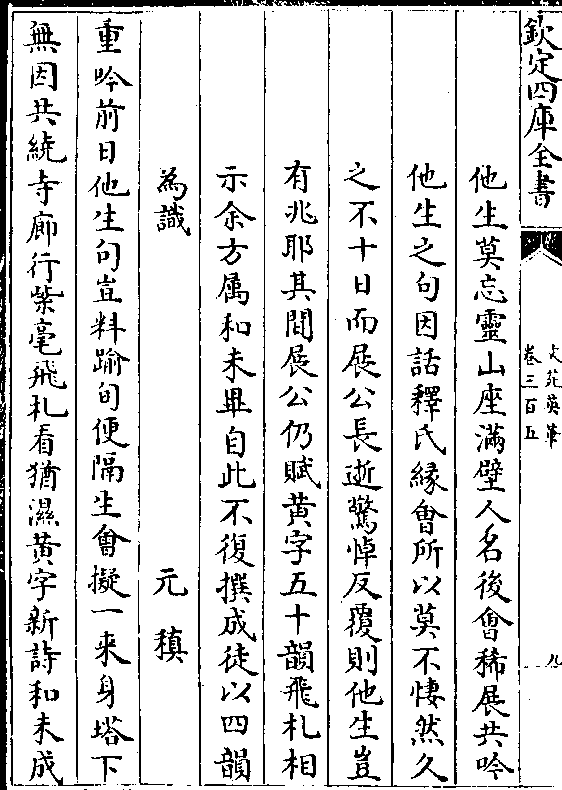 欽定四庫全書
文苑英華
卷三百五
九
他生莫忘靈山座滿壁人名後會稀展共吟
他生之句因話釋氏縁會所以莫不悽然久
之不十日而展公長逝驚悼反覆則他生豈
有兆耶其間展公仍賦黄字五十韻飛札相
示余方属和未畢自此不復撰成徒以四韻
為識 元稹
重吟前日他生句豈料踰旬便隔生會擬一来身塔下
無因共繞寺廊行紫毫飛札看猶濕黄字新詩和未成